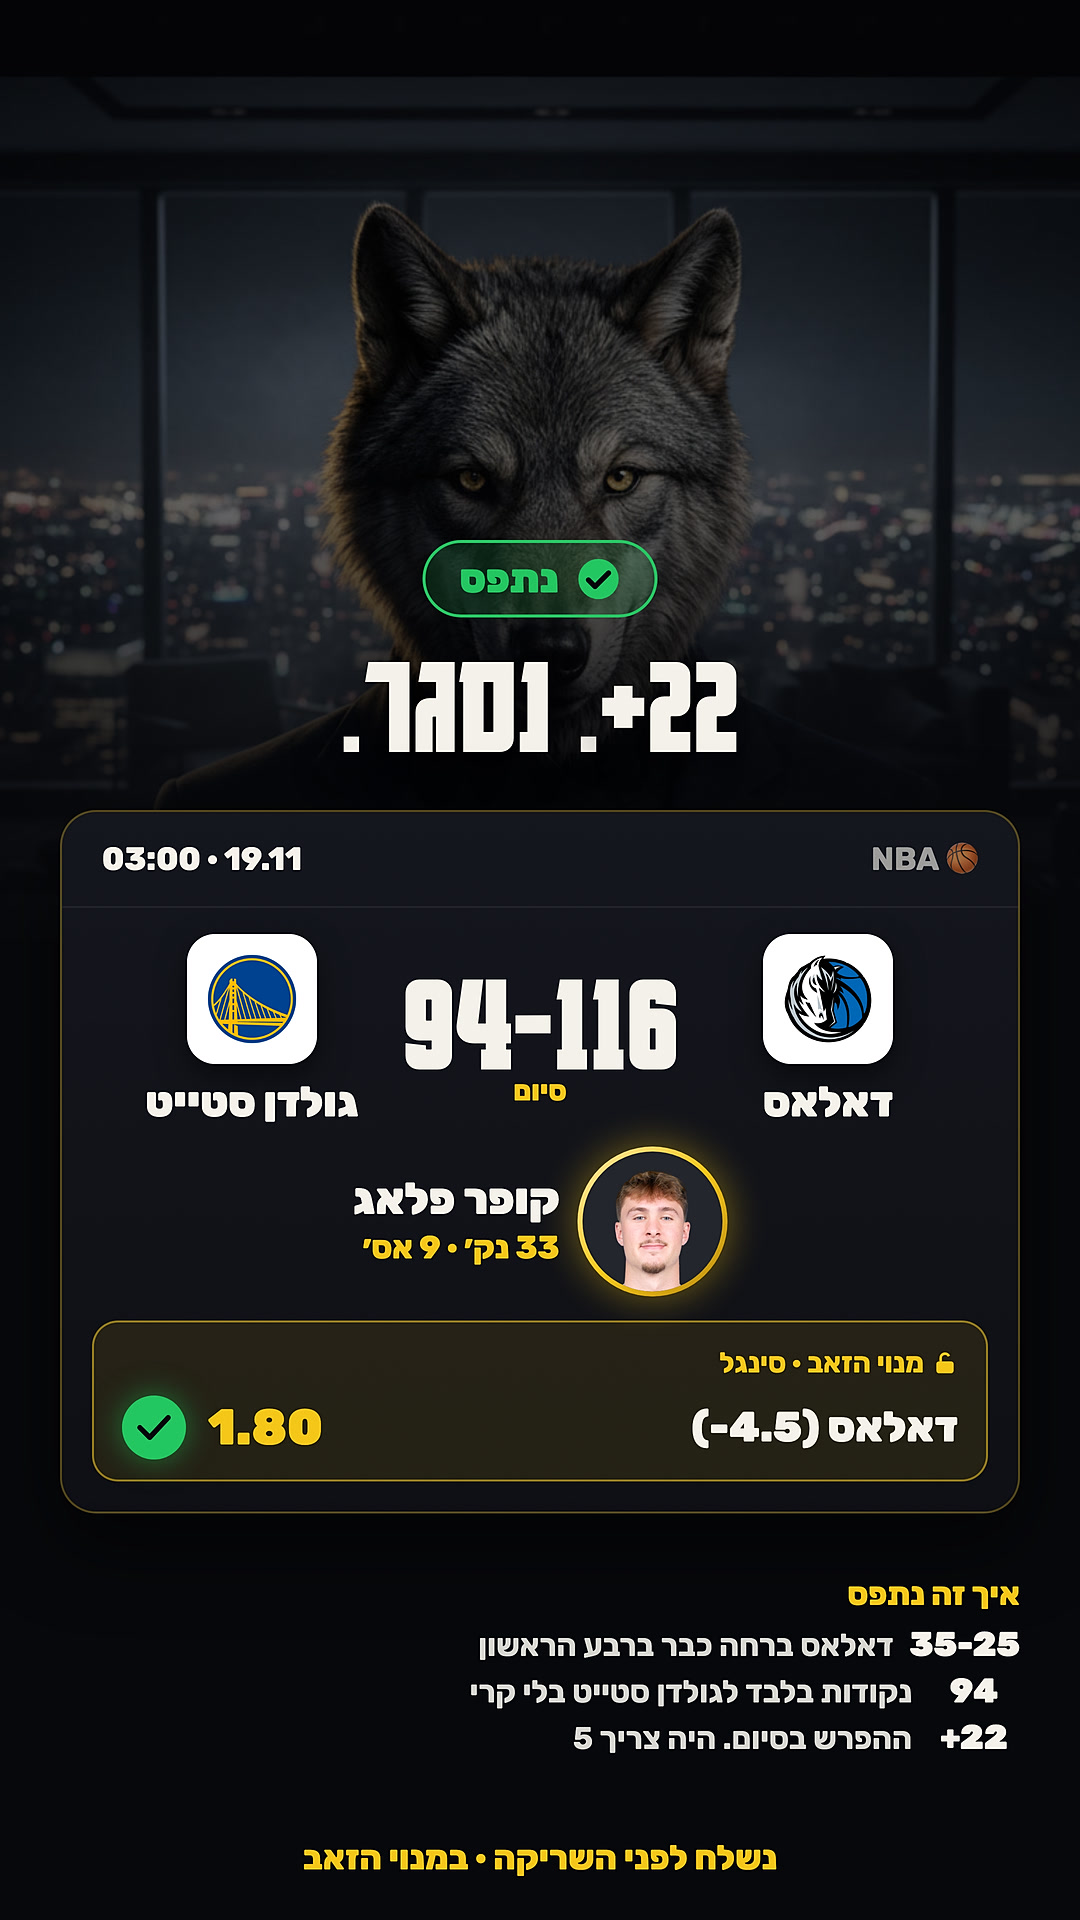 נתפס
22+. נסגר.
NBA
19.11 • 03:00
דאלאס
94-116
סיום
גולדן סטייט
קופר פלאג
33 נק' • 9 אס'
מנוי הזאב • סינגל
דאלאס (-4.5)
1.80
איך זה נתפס
35-25 דאלאס ברחה כבר ברבע הראשון
94 נקודות בלבד לגולדן סטייט בלי קרי
+22 ההפרש בסיום. היה צריך 5
נשלח לפני השריקה • במנוי הזאב